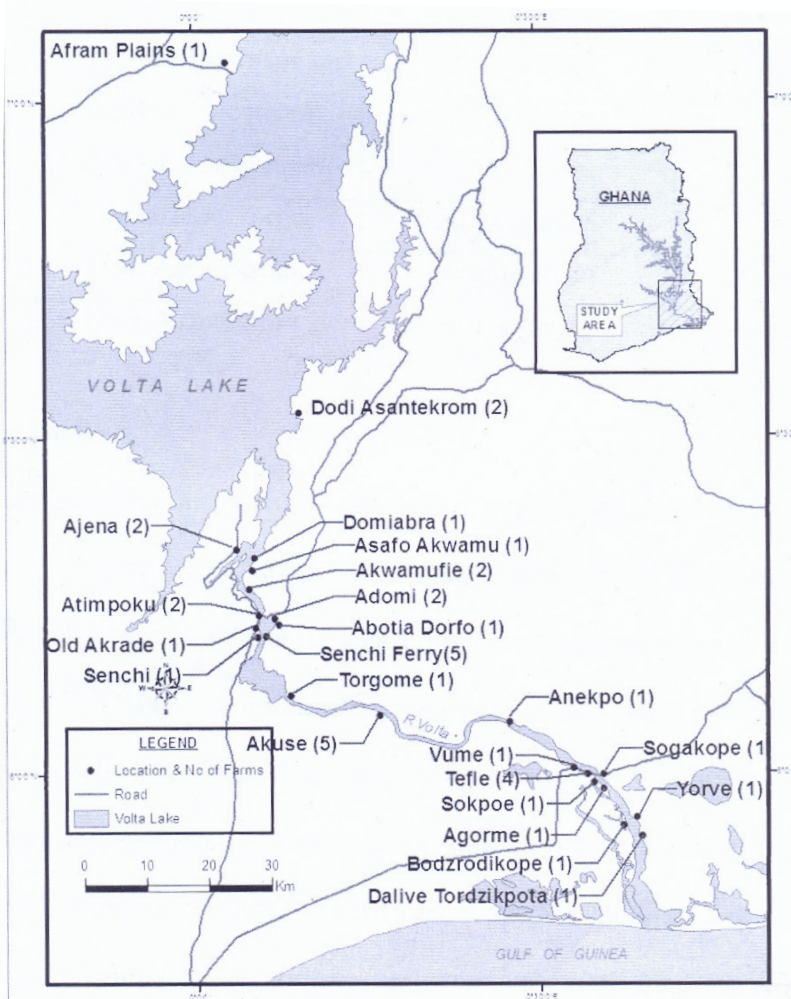 Afram Plains (1)
GHANA
STUDY
AREA
VOLTA LAKE
Dodi Asantekrom (2)
Ajena (2)
Domiabra (1)
Asafo Akwamu (1)
Akwamufie (2)
Atimpoku (2)
Adomi (2)
Old Akrade (1)
Abotia Dorfo (1)
Senchi Ferry(5)
Senchi (1)
Torgome (1)
Anekpo (1)
R.Volta
LEGEND
Location & No of Farms
Road
Volta Lake
Akuse (5)
Vume (1)
Sogakope (1
Tefle (4)
Yorve (1)
Sokpoe (1)
Agorme (1)
Bodzrodikope (1)
Dalive Tordzikpota (1)
0 10 20 30
Km
GULF OF GUINEA